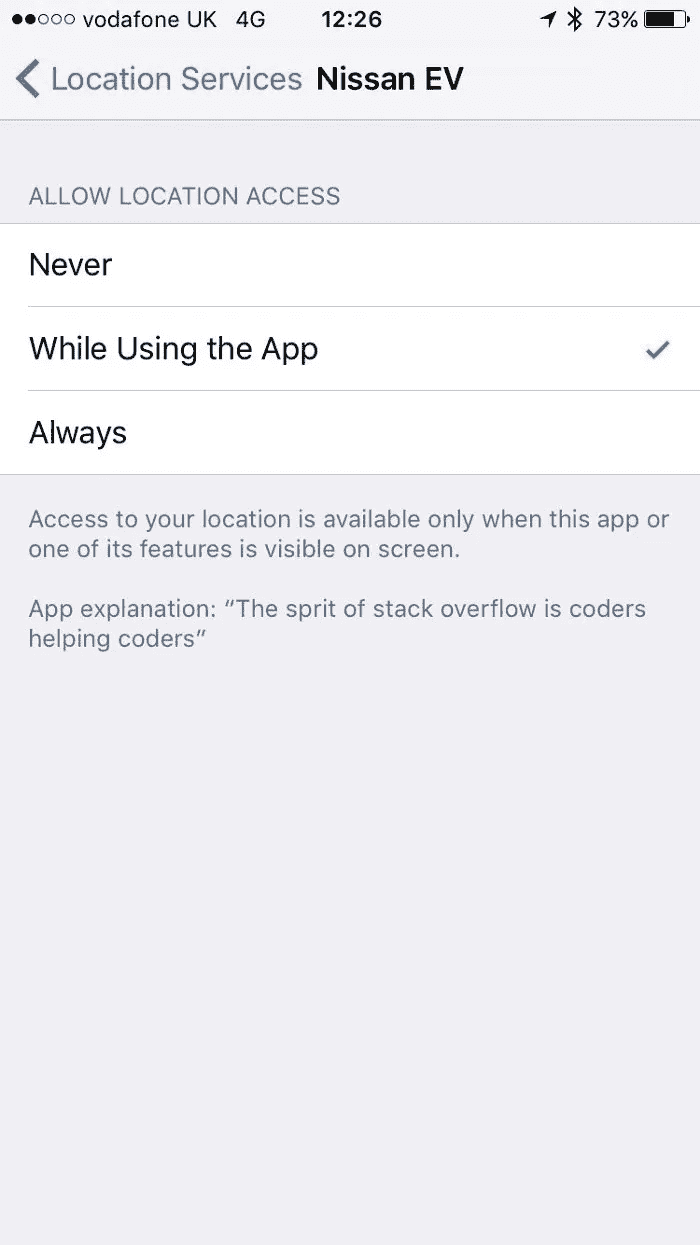 vodafone UK 4G 12:26 73%
Location Services Nissan EV
ALLOW LOCATION ACCESS
Never
While Using the App
Always
Access to your location is available only when this app or
one of its features is visible on screen.
App explanation: “The sprit of stack overflow is coders
helping coders”